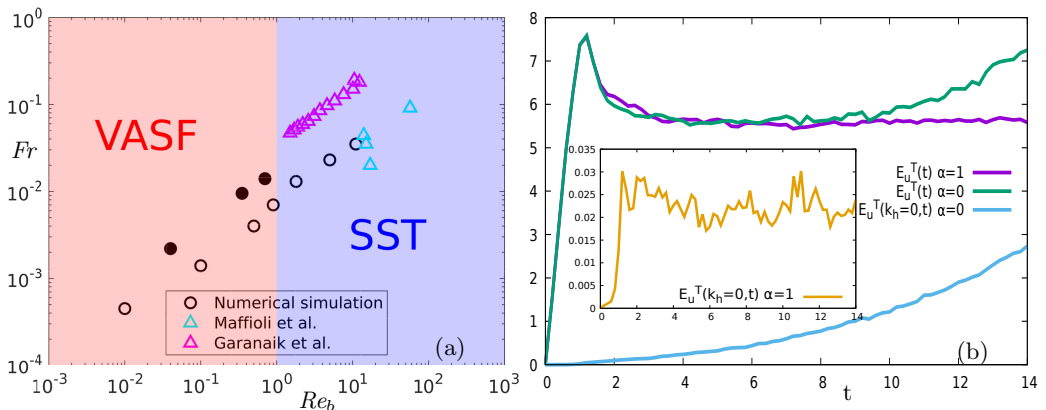 10^0
10^-1
10^-2
10^-3
10^-4
Fr
VASF
SST
Numerical simulation
Maffioli et al.
Garanaik et al.
(a)
10^-3 10^-2 10^-1 10^0 10^1 10^2 10^3
Re_b
8
7
6
5
4
3
2
1
0
E_u^T(t) α=1
E_u^T(t) α=0
E_u^T(k_h=0,t) α=0
0.035
0.03
0.025
0.02
0.015
0.01
0.005
0
E_u^T(k_h=0,t) α=1
0 2 4 6 8 10 12 14
(b)
0 2 4 6 8 10 12 14
t